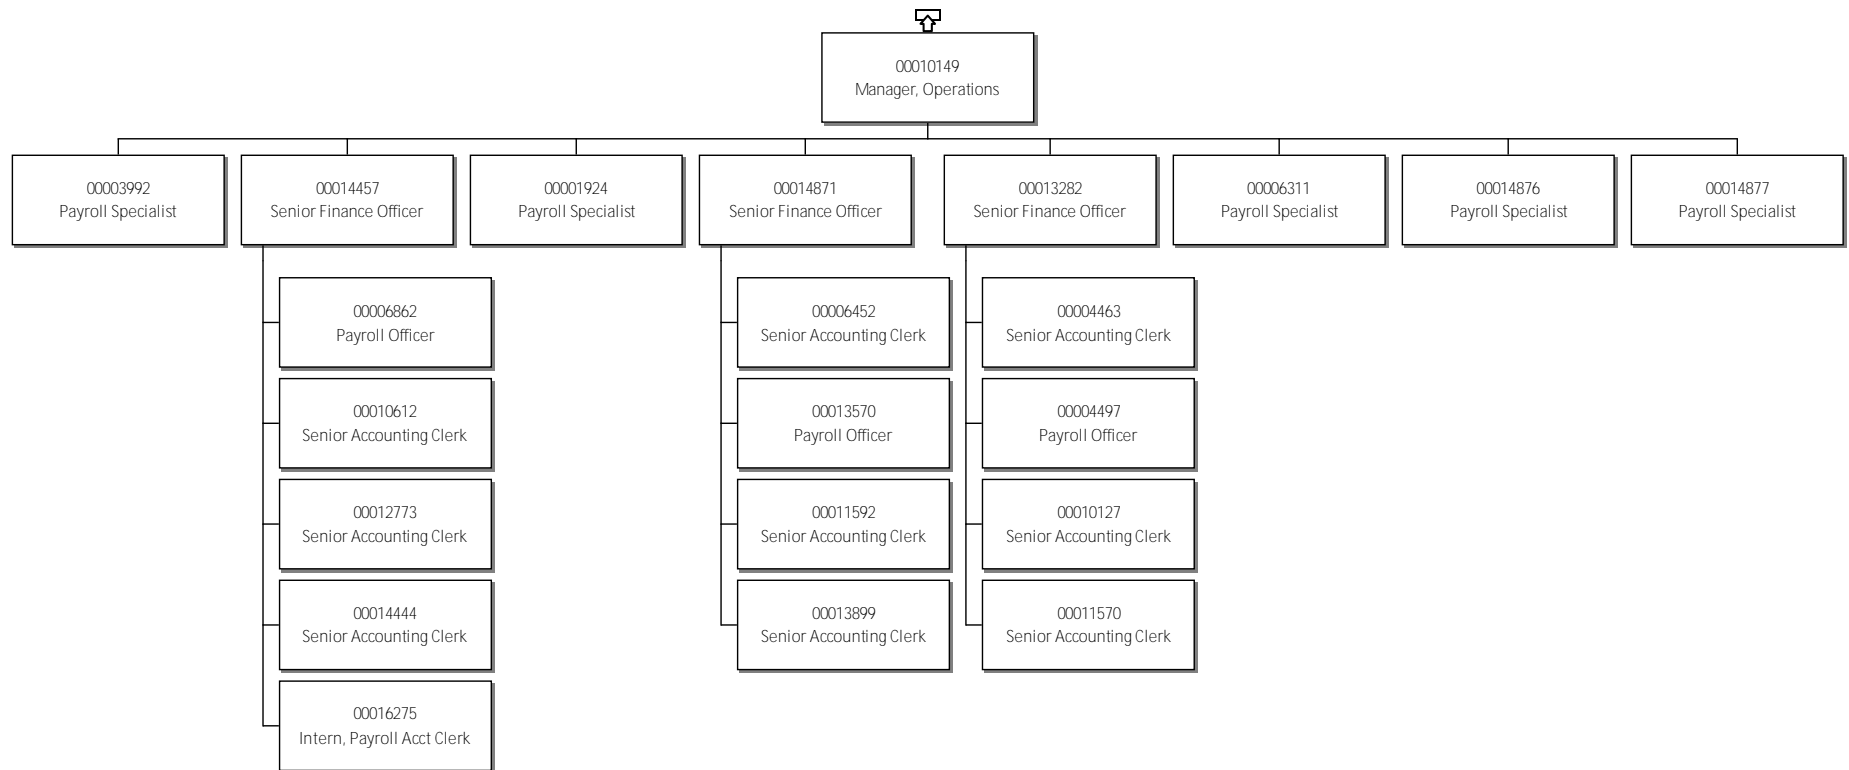 00010149
Manager, Operations
00003992
Payroll Specialist
00014457
Senior Finance Officer
00001924
Payroll Specialist
00014871
Senior Finance Officer
00013282
Senior Finance Officer
00006311
Payroll Specialist
00014876
Payroll Specialist
00014877
Payroll Specialist
00006862
Payroll Officer
00010612
Senior Accounting Clerk
00012773
Senior Accounting Clerk
00014444
Senior Accounting Clerk
00016275
Intern, Payroll Acct Clerk
00006452
Senior Accounting Clerk
00013570
Payroll Officer
00011592
Senior Accounting Clerk
00013899
Senior Accounting Clerk
00004463
Senior Accounting Clerk
00004497
Payroll Officer
00010127
Senior Accounting Clerk
00011570
Senior Accounting Clerk